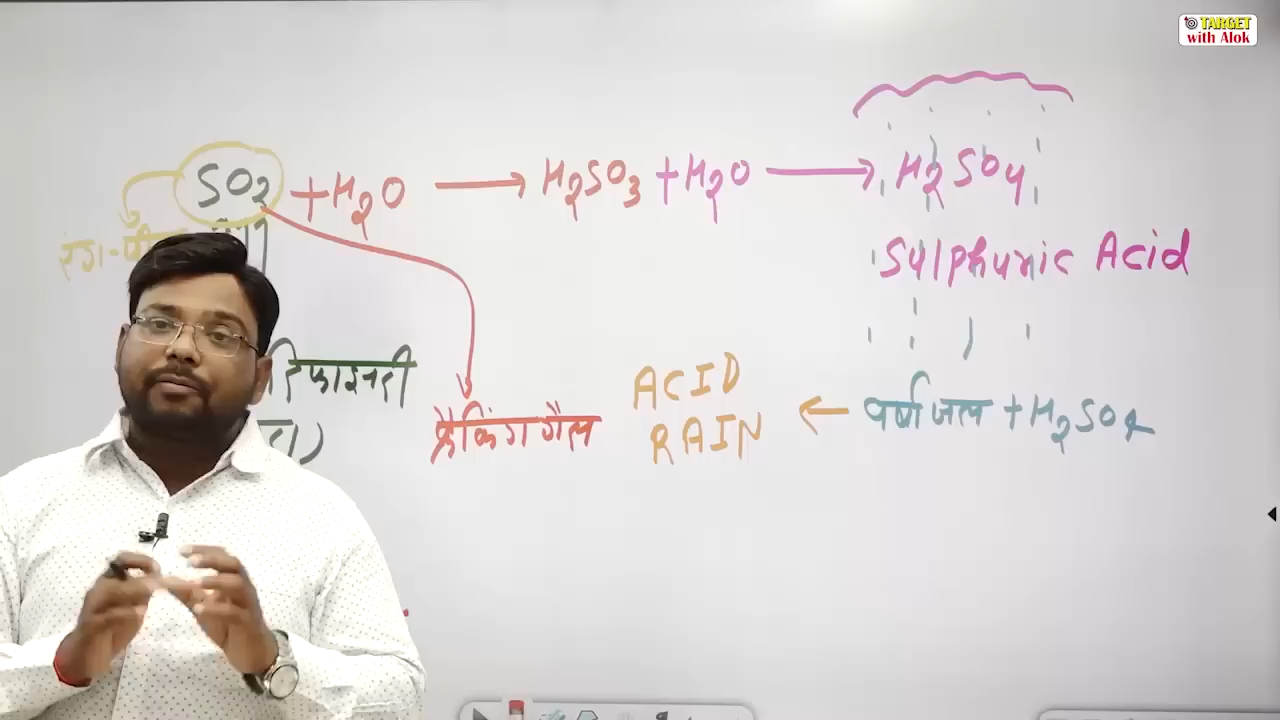 TARGET
with Alok
SO2 + H2O → H2SO3 + H2O → H2SO4
रंग-
Sulphuric Acid
क्रैकिंग गैस
ACID
RAIN
← वर्षा जल + H2SO4